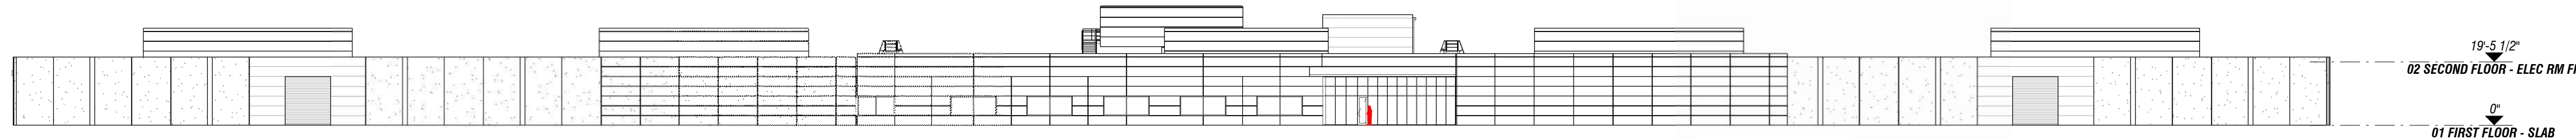 19'-5 1/2"
02 SECOND FLOOR - ELEC RM FI
0"
01 FIRST FLOOR - SLAB